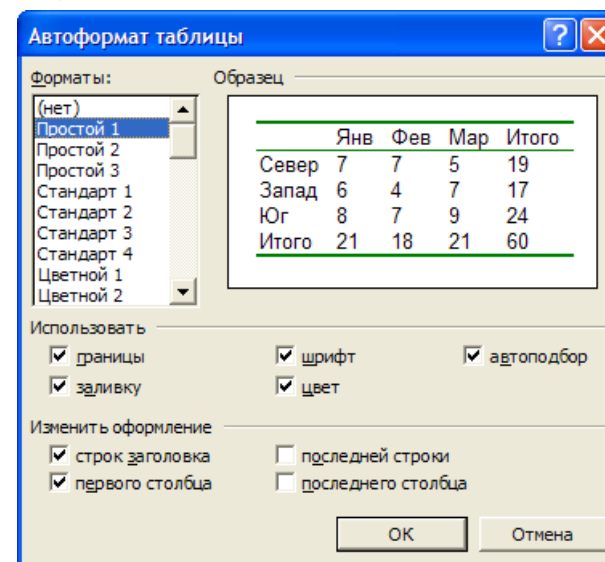 Автоформат таблицы
Форматы:
Образец
(нет)
Простой 1
Простой 2
Простой 3
Стандарт 1
Стандарт 2
Стандарт 3
Стандарт 4
Цветной 1
Цветной 2
Янв Фев Мар Итого
Север 7 7 5 19
Запад 6 4 7 17
Юг 8 7 9 24
Итого 21 18 21 60
Использовать
границы шрифт автоподбор
заливку цвет
Изменить оформление
строк заголовка последней строки
первого столбца последнего столбца
ОК Отмена